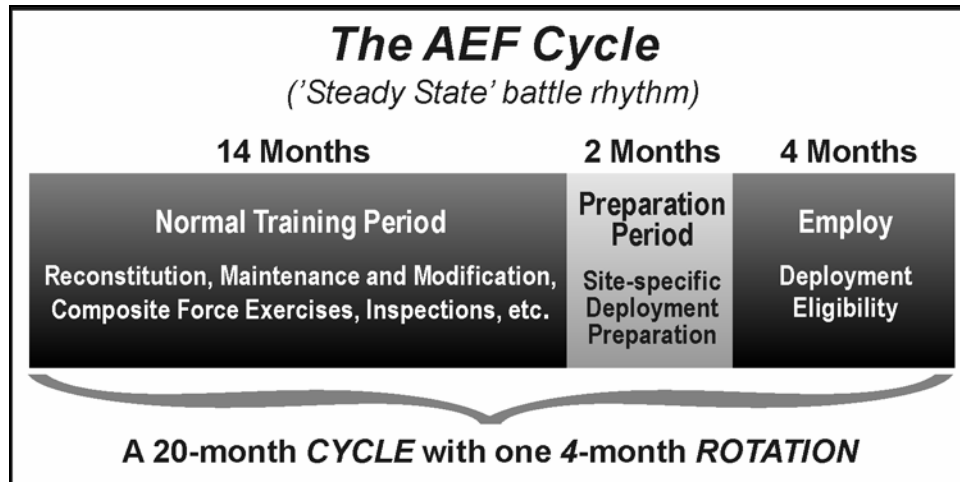 The AEF Cycle
('Steady State' battle rhythm)
14 Months
Normal Training Period
Reconstitution, Maintenance and Modification,
Composite Force Exercises, Inspections, etc.
2 Months
Preparation
Period
Site-specific
Deployment
Preparation
4 Months
Employ
Deployment
Eligibility
A 20-month CYCLE with one 4-month ROTATION